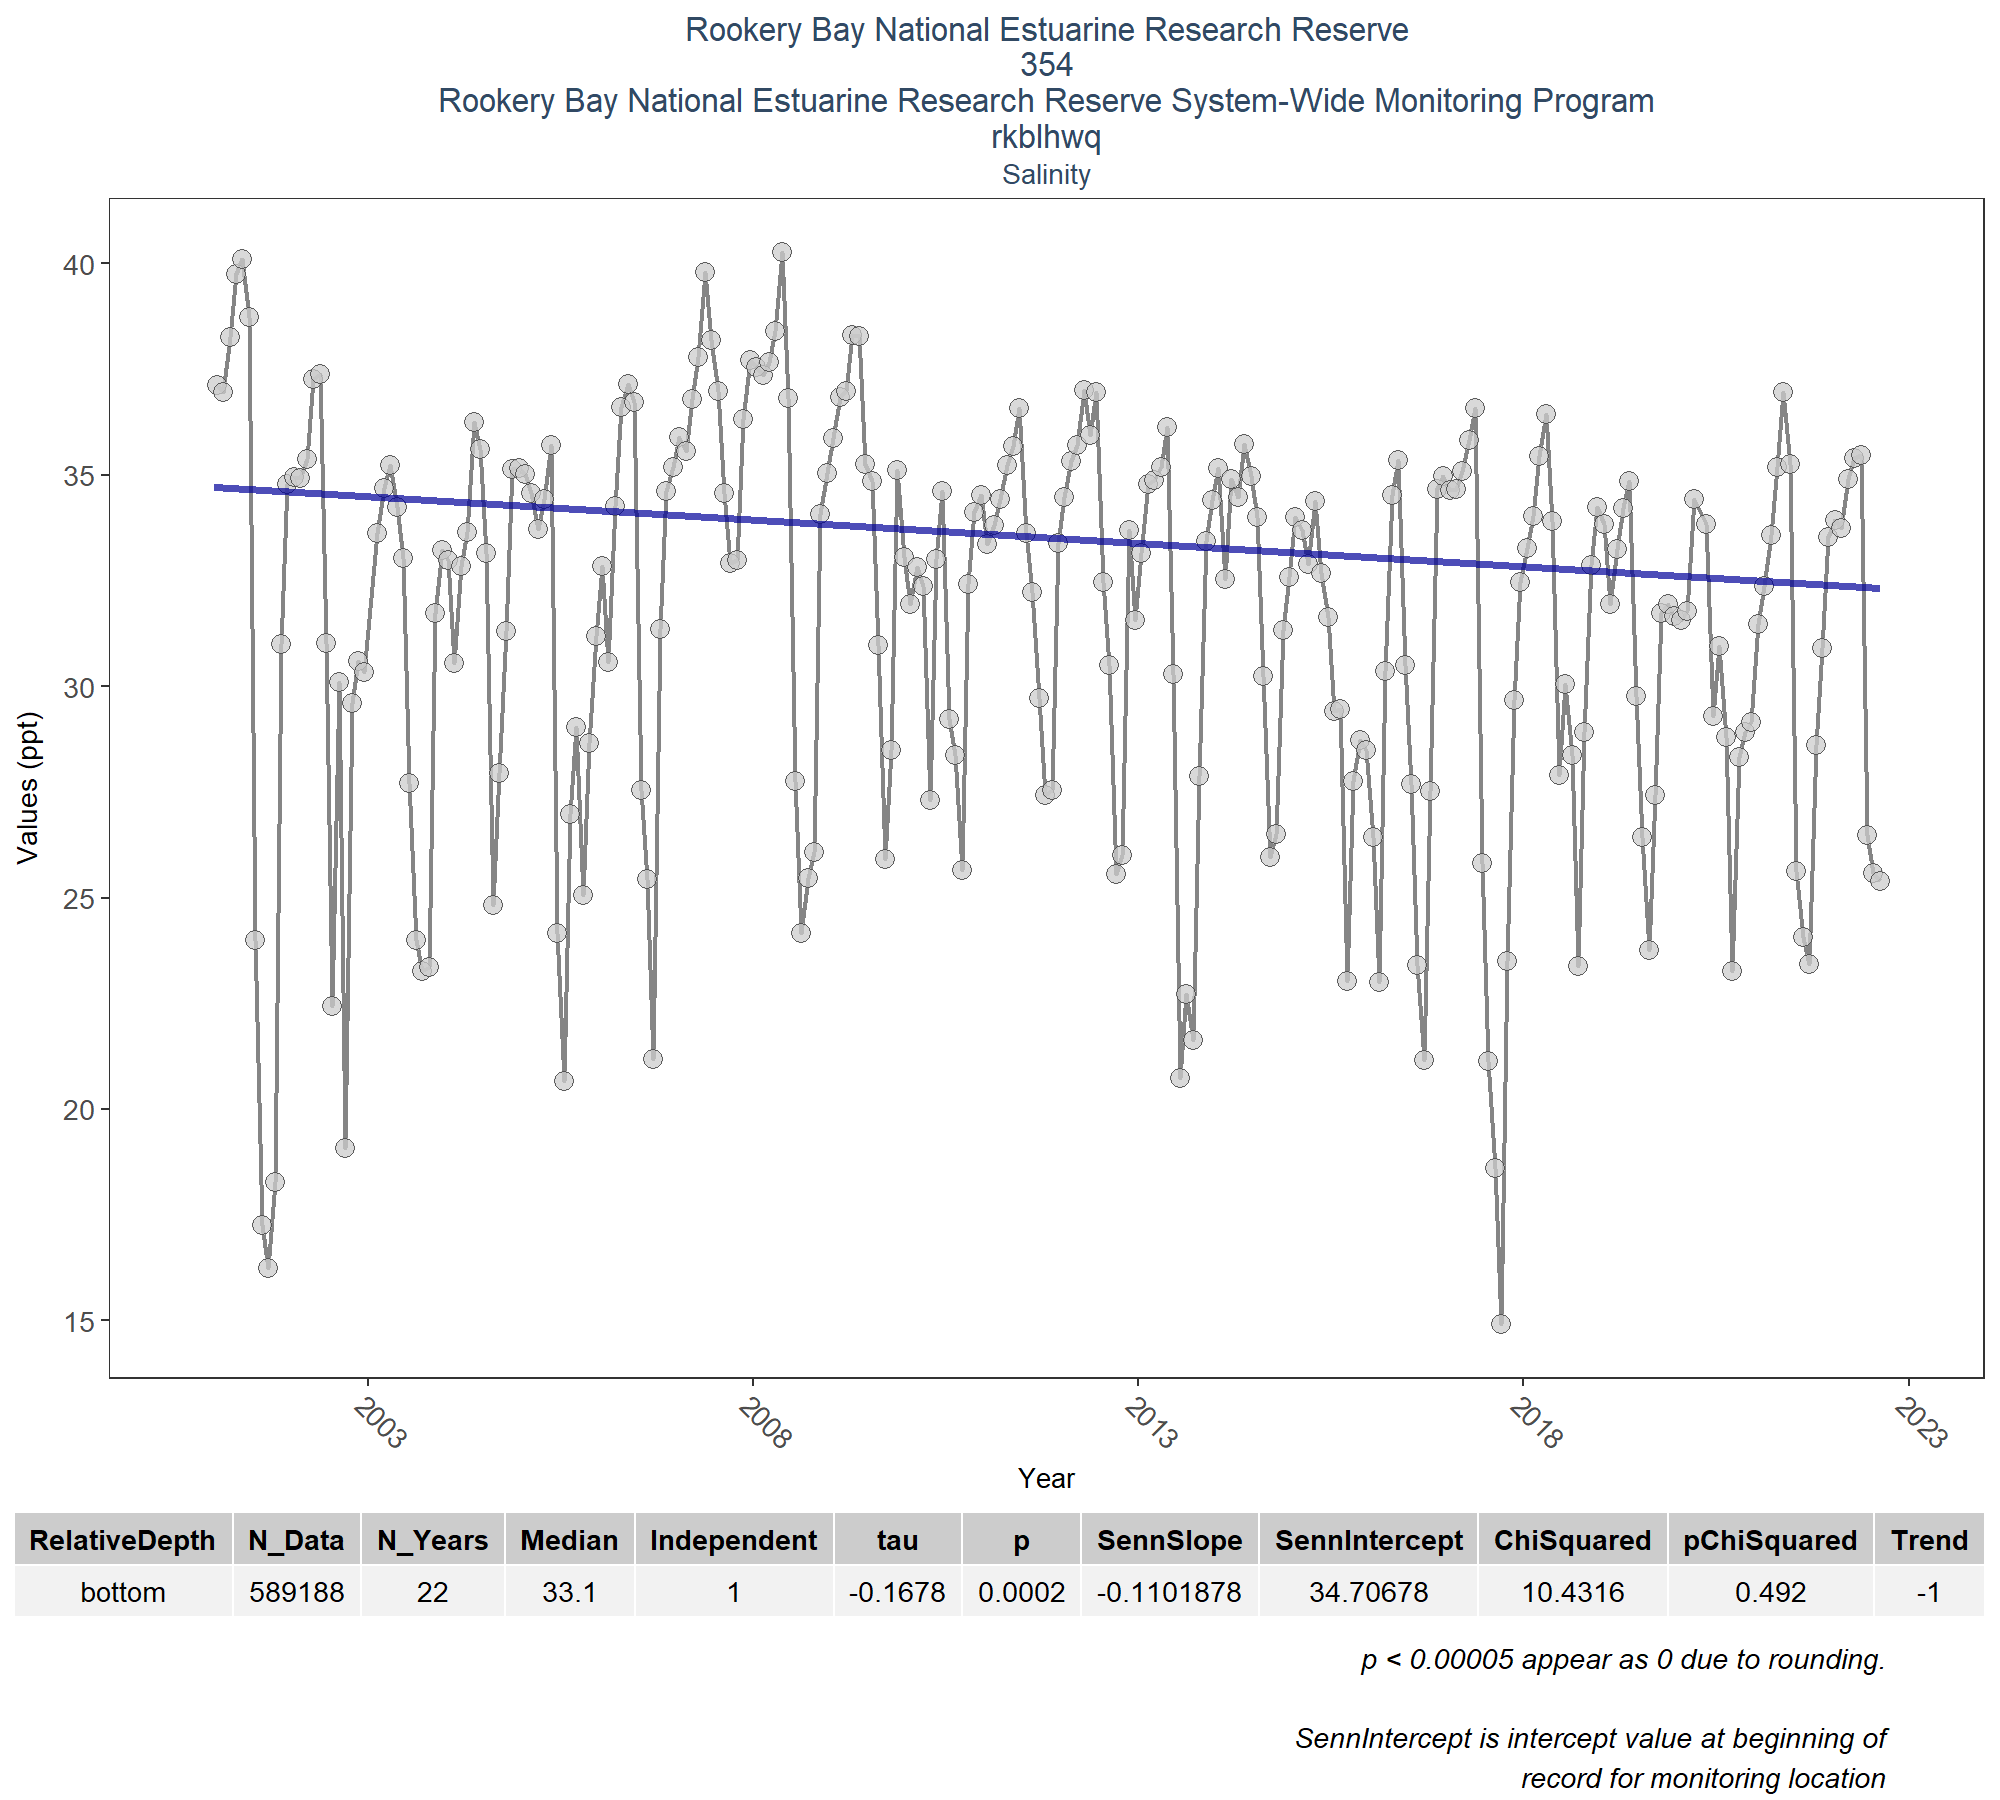 Rookery Bay National Estuarine Research Reserve
354
Rookery Bay National Estuarine Research Reserve System-Wide Monitoring Program
rkblhwq
Salinity
40
35
30
25
20
15
Values (ppt)
2003 2008 2013 2018 2023
Year
RelativeDepth N_Data N_Years Median Independent tau p SennSlope SennIntercept ChiSquared pChiSquared Trend
bottom 589188 22 33.1 1 -0.1678 0.0002 -0.1101878 34.70678 10.4316 0.492 -1
p < 0.00005 appear as 0 due to rounding.
SennIntercept is intercept value at beginning of
record for monitoring location